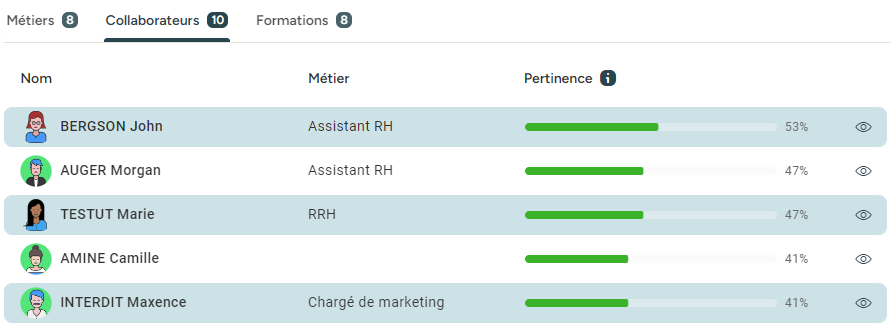 Métiers 8 Collaborateurs 10 Formations 8
Nom Métier Pertinence i
BERGSON John Assistant RH 53%
AUGER Morgan Assistant RH 47%
TESTUT Marie RRH 47%
AMINE Camille 41%
INTERDIT Maxence Chargé de marketing 41%